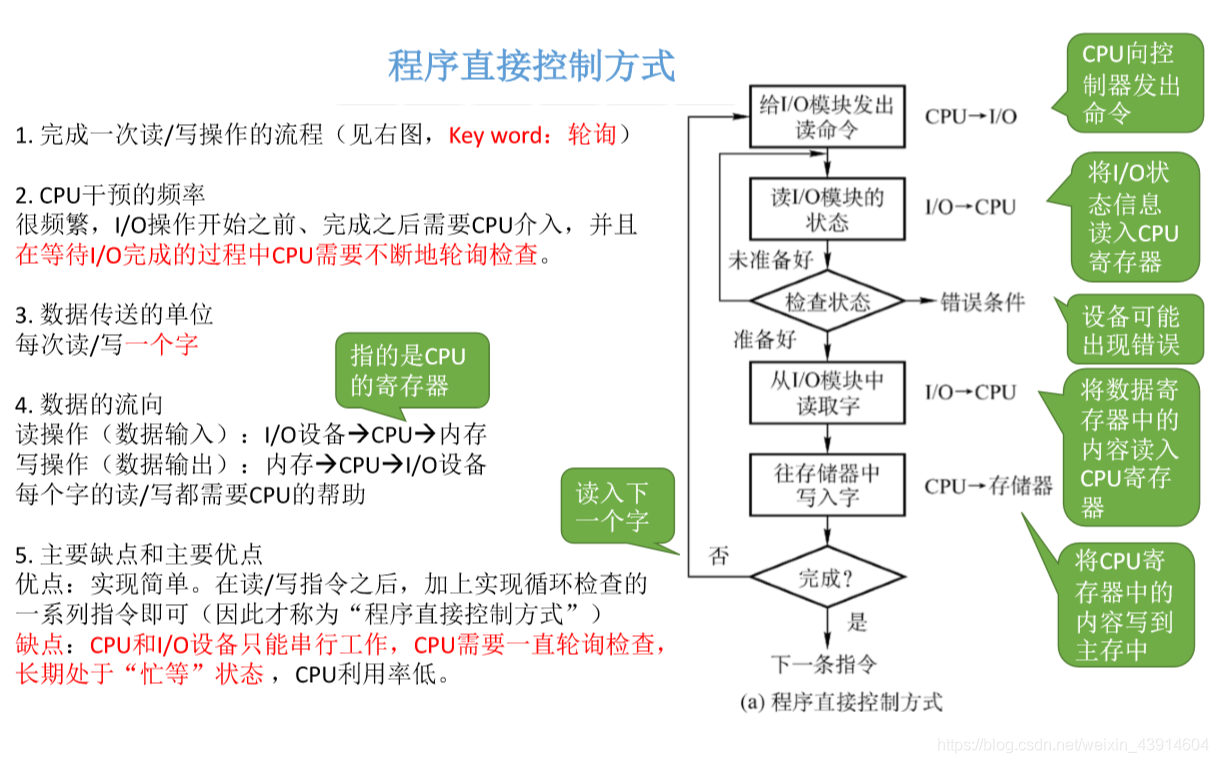 程序直接控制方式
1. 完成一次读/写操作的流程（见右图，Key word：轮询）
2. CPU干预的频率
很频繁，I/O操作开始之前、完成之后需要CPU介入，并且
在等待I/O完成的过程中CPU需要不断地轮询检查。
3. 数据传送的单位
每次读/写一个字
指的是CPU
的寄存器
4. 数据的流向
读操作（数据输入）：I/O设备→CPU→内存
写操作（数据输出）：内存→CPU→I/O设备
每个字的读/写都需要CPU的帮助
5. 主要缺点和主要优点
优点：实现简单。在读/写指令之后，加上实现循环检查的
一系列指令即可（因此才称为“程序直接控制方式”）
缺点：CPU和I/O设备只能串行工作，CPU需要一直轮询检查，
长期处于“忙等”状态，CPU利用率低。
给I/O模块发出
读命令
CPU→I/O
CPU向控
制器发出
命令
读I/O模块的
状态
I/O→CPU
将I/O状
态信息
读入CPU
寄存器
未准备好
检查状态
错误条件
设备可能
出现错误
准备好
从I/O模块中
读取字
I/O→CPU
将数据寄
存器中的
内容读入
CPU寄存
器
往存储器中
写入字
CPU→存储器
将CPU寄
存器中的
内容写到
主存中
读入下
一个字
否
完成？
是
下一条指令
(a) 程序直接控制方式
https://blog.csdn.net/weixin_43914604